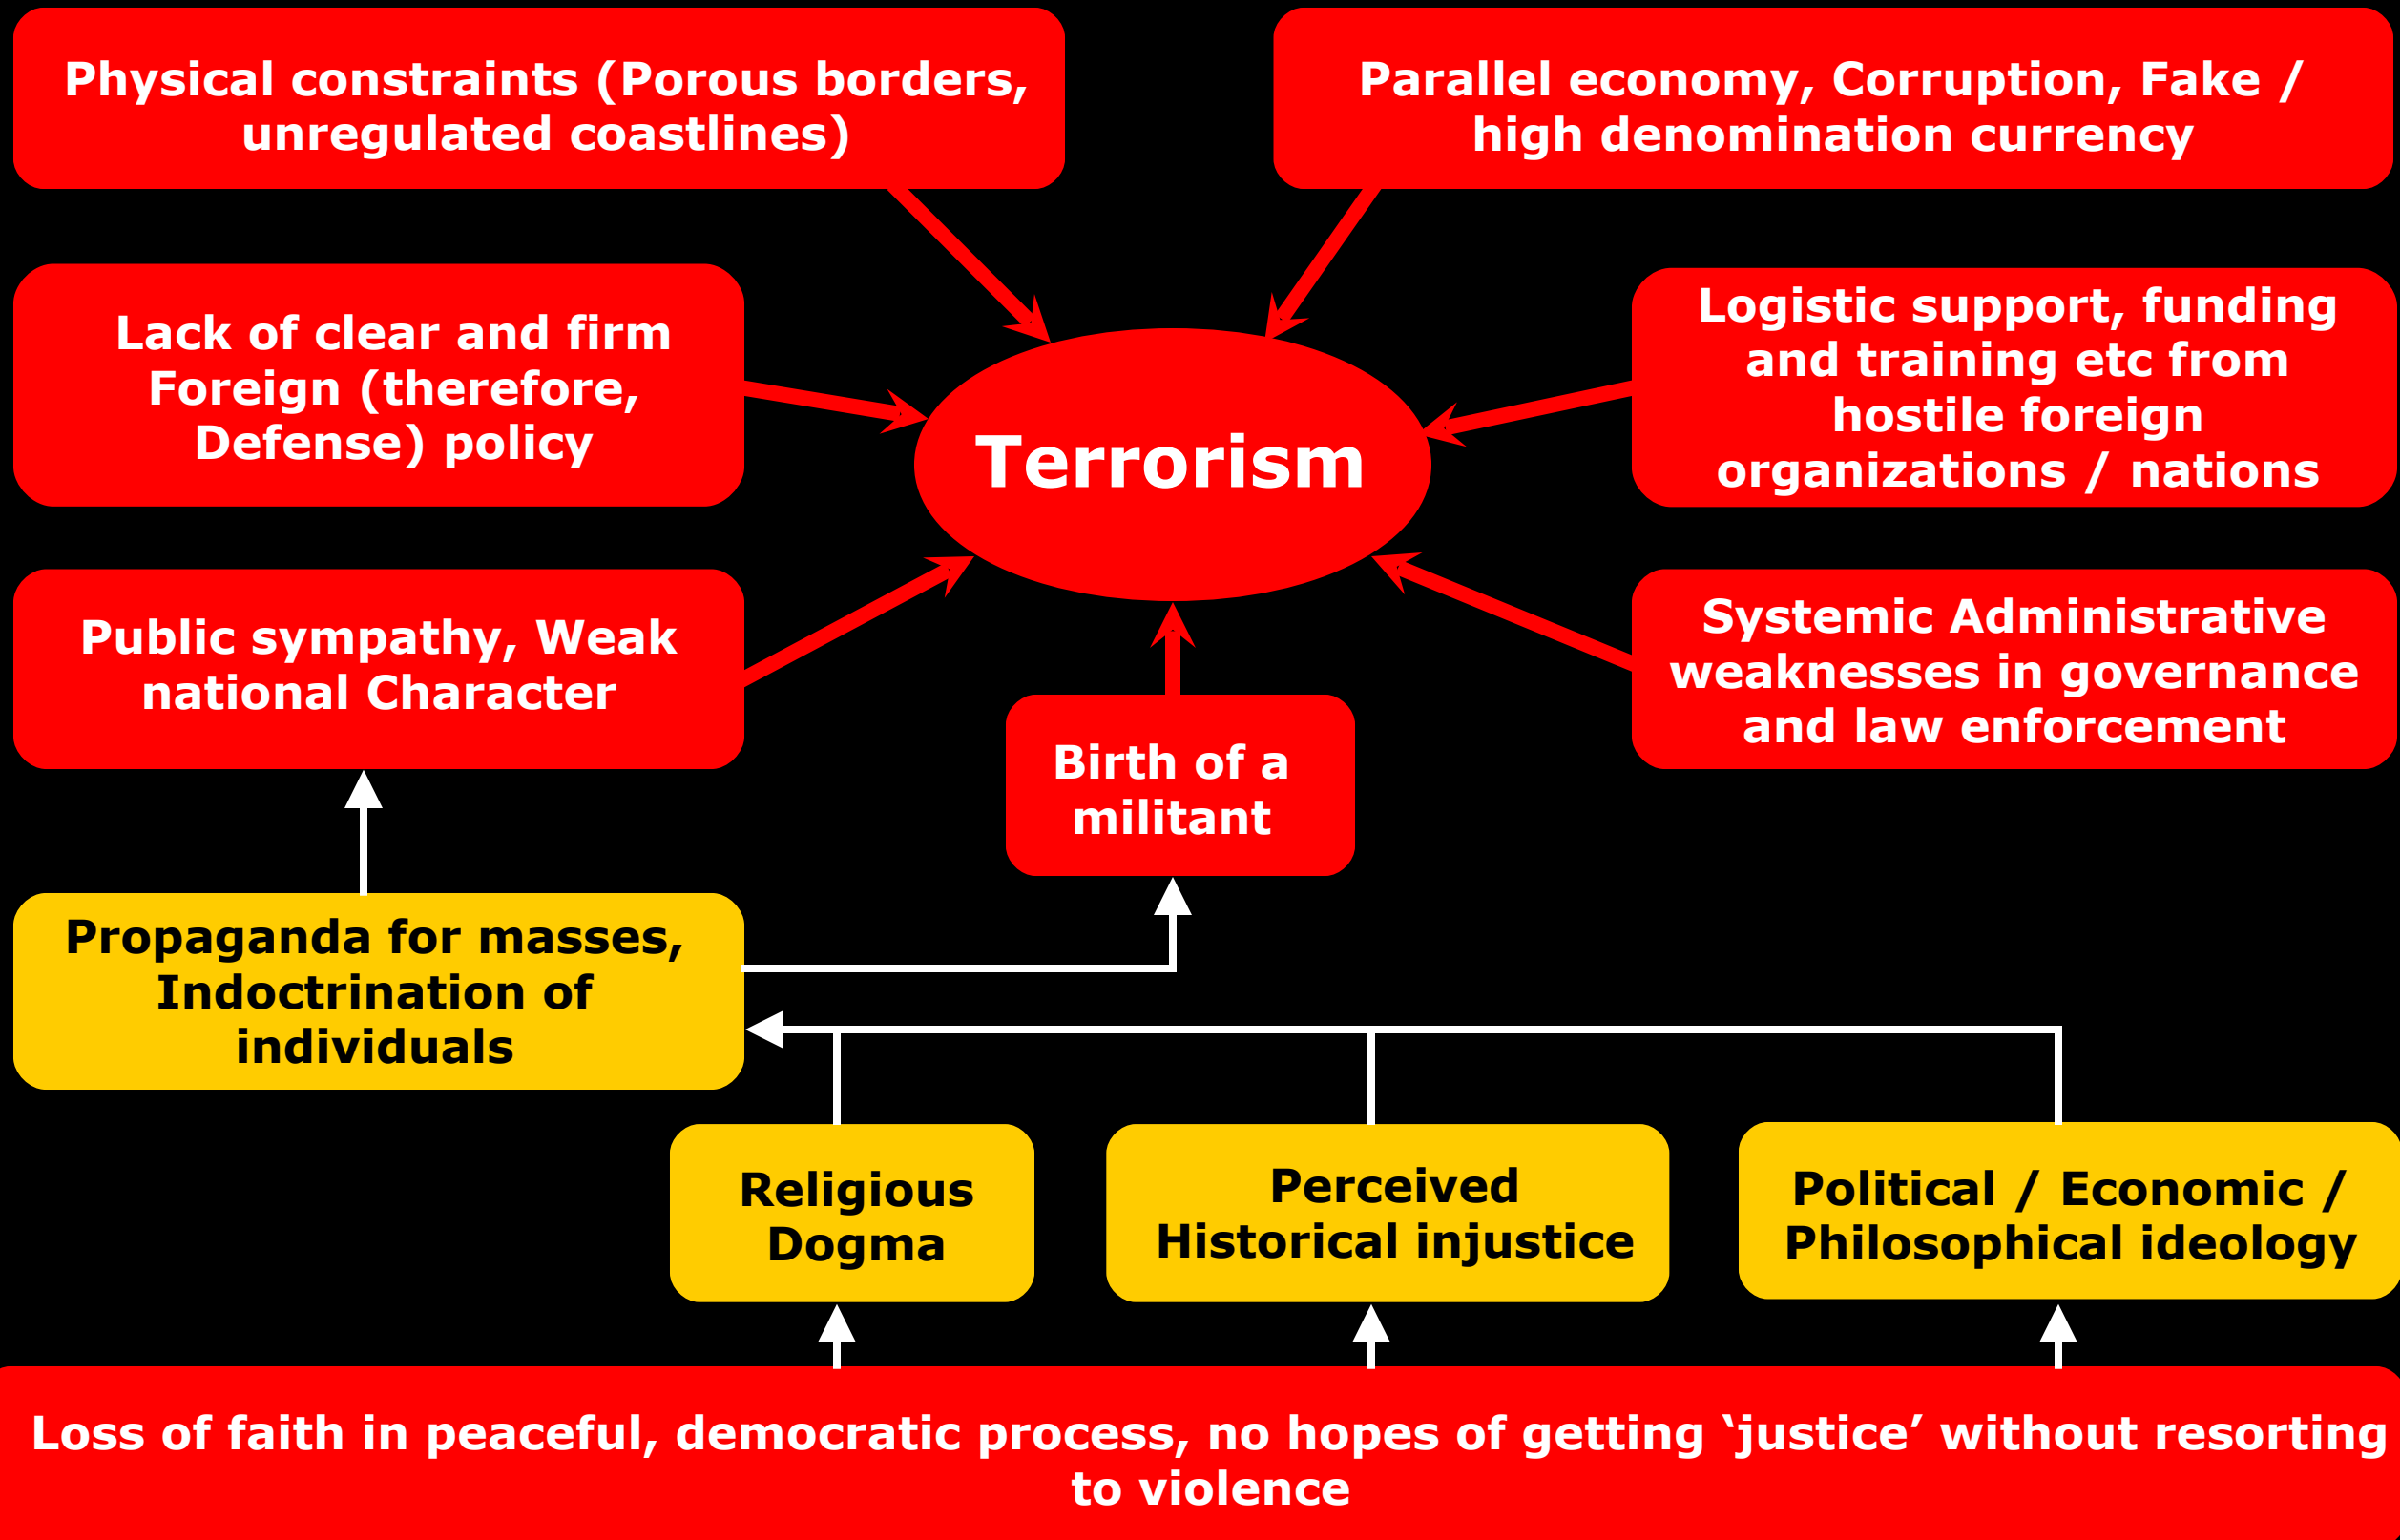 Physical constraints (Porous borders,
unregulated coastlines)
Parallel economy, Corruption, Fake /
high denomination currency
Lack of clear and firm
Foreign (therefore,
Defense) policy
Terrorism
Logistic support, funding
and training etc from
hostile foreign
organizations / nations
Public sympathy, Weak
national Character
Systemic Administrative
weaknesses in governance
and law enforcement
Birth of a
militant
Propaganda for masses,
Indoctrination of
individuals
Religious
Dogma
Perceived
Historical injustice
Political / Economic /
Philosophical ideology
Loss of faith in peaceful, democratic process, no hopes of getting ‘justice’ without resorting
to violence